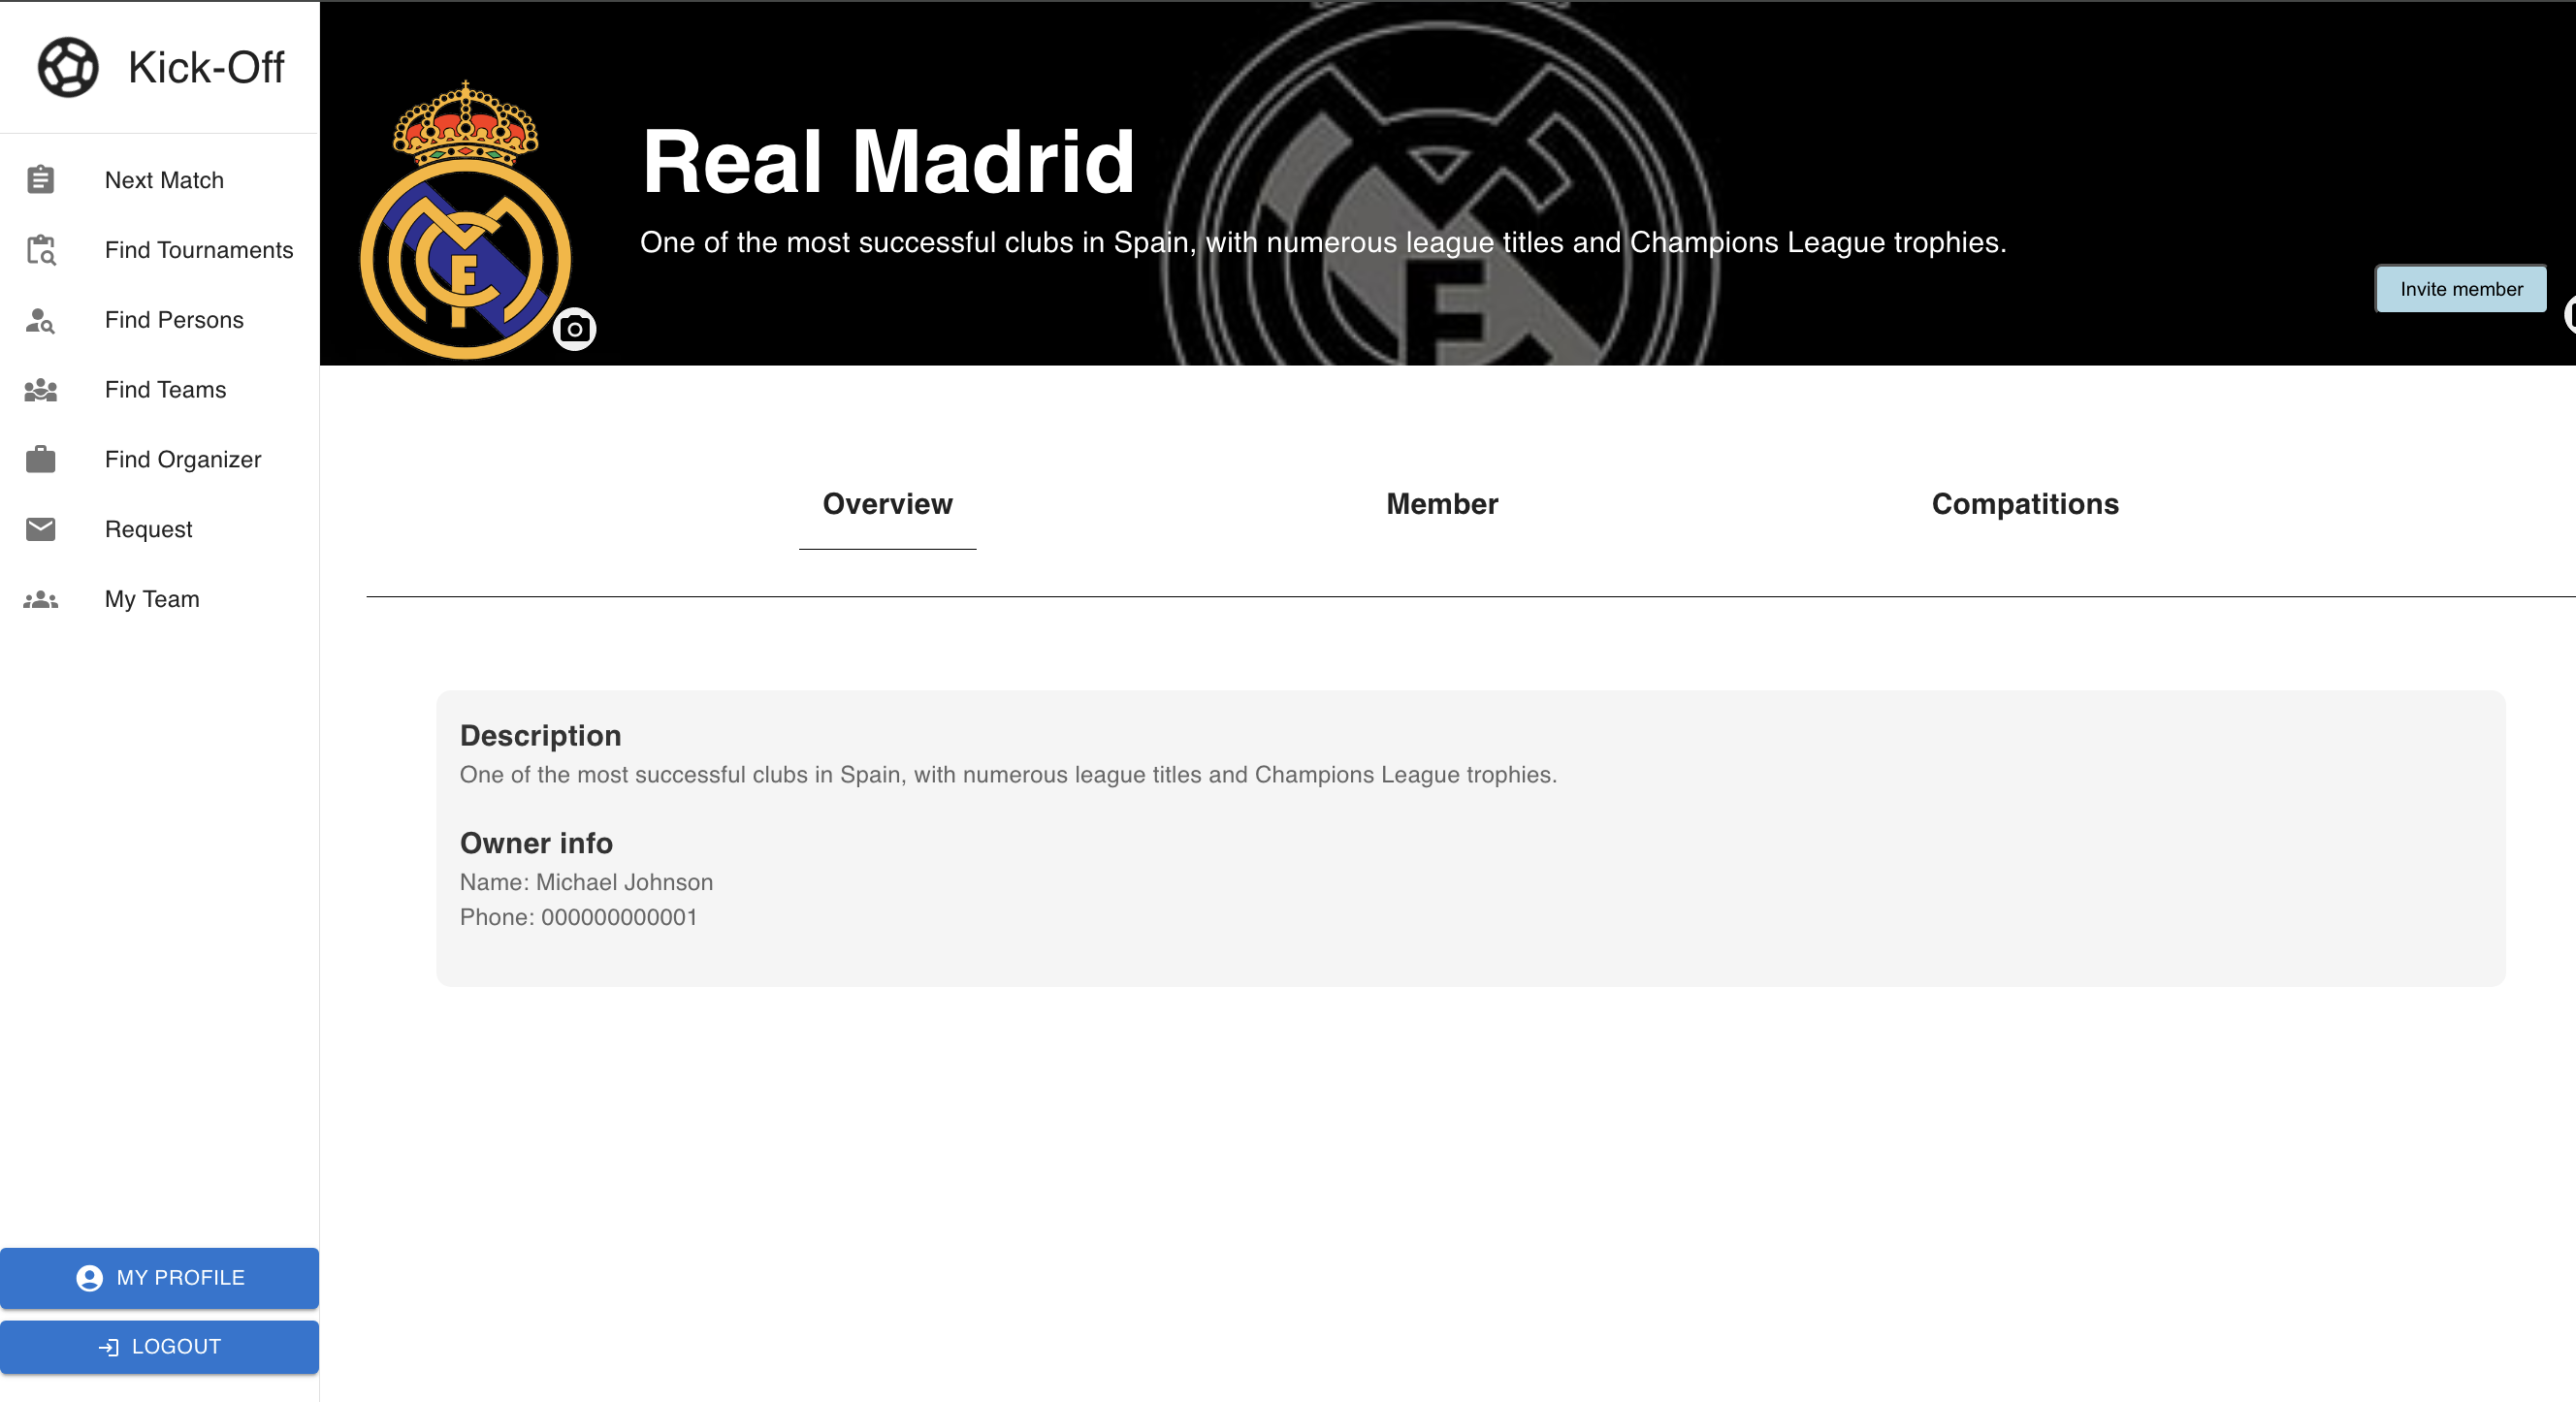 Kick-Off
Next Match
Find Tournaments
Find Persons
Find Teams
Find Organizer
Request
My Team
MY PROFILE
LOGOUT
Real Madrid
One of the most successful clubs in Spain, with numerous league titles and Champions League trophies.
Invite member
Overview
Member
Compatitions
Description
One of the most successful clubs in Spain, with numerous league titles and Champions League trophies.
Owner info
Name: Michael Johnson
Phone: 000000000001